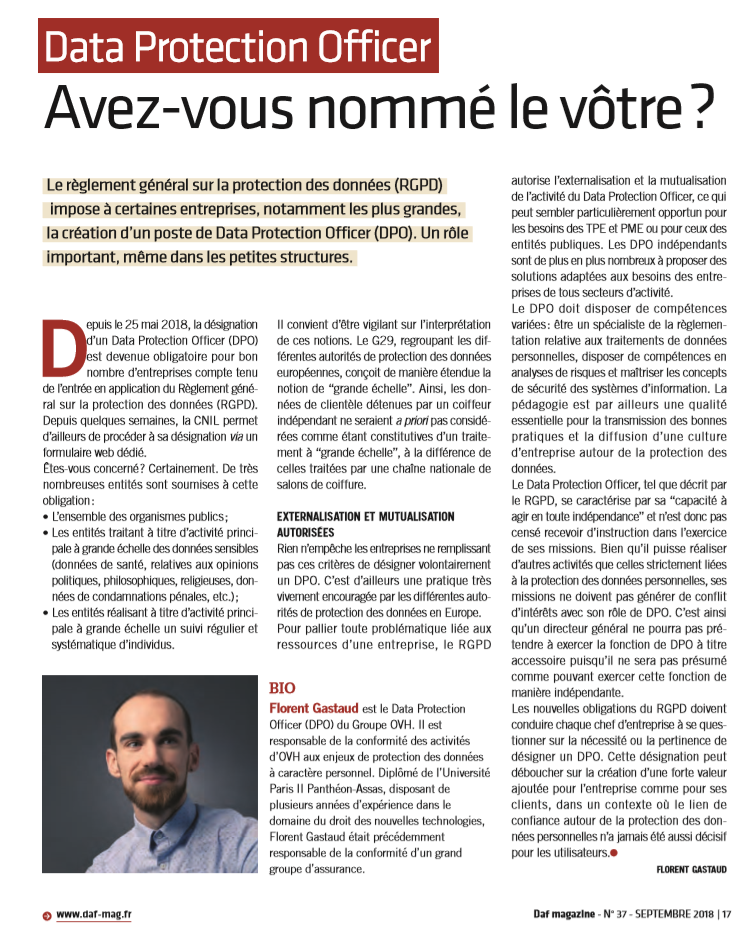 Data Protection Officer
Avez-vous nommé le vôtre ?
Le règlement général sur la protection des données (RGPD)
impose à certaines entreprises, notamment les plus grandes,
la création d'un poste de Data Protection Officer (DPO). Un rôle
important, même dans les petites structures.
Depuis le 25 mai 2018, la désignation
d'un Data Protection Officer (DPO)
est devenue obligatoire pour bon
nombre d'entreprises compte tenu
de l'entrée en application du Règlement géné-
ral sur la protection des données (RGPD).
Depuis quelques semaines, la CNIL permet
d'ailleurs de procéder à sa désignation via un
formulaire web dédié.
Êtes-vous concerné ? Certainement. De très
nombreuses entités sont soumises à cette
obligation :
• L'ensemble des organismes publics ;
• Les entités traitant à titre d'activité princi-
pale à grande échelle des données sensibles
(données de santé, relatives aux opinions
politiques, philosophiques, religieuses, don-
nées de condamnations pénales, etc.) ;
• Les entités réalisant à titre d'activité princi-
pale à grande échelle un suivi régulier et
systématique d'individus.
Il convient d'être vigilant sur l'interprétation
de ces notions. Le G29, regroupant les dif-
férentes autorités de protection des données
européennes, conçoit de manière étendue la
notion de "grande échelle". Ainsi, les don-
nées de clientèle détenues par un coiffeur
indépendant ne seraient a priori pas considé-
rées comme étant constitutives d'un traite-
ment à "grande échelle", à la différence de
celles traitées par une chaîne nationale de
salons de coiffure.
EXTERNALISATION ET MUTUALISATION
AUTORISÉES
Rien n'empêche les entreprises ne remplissant
pas ces critères de désigner volontairement
un DPO. C'est d'ailleurs une pratique très
vivement encouragée par les différentes auto-
rités de protection des données en Europe.
Pour pallier toute problématique liée aux
ressources d'une entreprise, le RGPD
autorise l'externalisation et la mutualisation
de l'activité du Data Protection Officer, ce qui
peut sembler particulièrement opportun pour
les besoins des TPE et PME ou pour ceux des
entités publiques. Les DPO indépendants
sont de plus en plus nombreux à proposer des
solutions adaptées aux besoins des entre-
prises de tous secteurs d'activité.
Le DPO doit disposer de compétences
variées : être un spécialiste de la réglemen-
tation relative aux traitements de données
personnelles, disposer de compétences en
analyses de risques et maîtriser les concepts
de sécurité des systèmes d'information. La
pédagogie est par ailleurs une qualité
essentielle pour la transmission des bonnes
pratiques et la diffusion d'une culture
d'entreprise autour de la protection des
données.
Le Data Protection Officer, tel que décrit par
le RGPD, se caractérise par sa "capacité à
agir en toute indépendance" et n'est donc pas
censé recevoir d'instruction dans l'exercice
de ses missions. Bien qu'il puisse réaliser
d'autres activités que celles strictement liées
à la protection des données personnelles, ses
missions ne doivent pas générer de conflit
d'intérêts avec son rôle de DPO. C'est ainsi
qu'un directeur général ne pourra pas pré-
tendre à exercer la fonction de DPO à titre
accessoire puisqu'il ne sera pas présumé
comme pouvant exercer cette fonction de
manière indépendante.
Les nouvelles obligations du RGPD doivent
conduire chaque chef d'entreprise à se ques-
tionner sur la nécessité ou la pertinence de
désigner un DPO. Cette désignation peut
déboucher sur la création d'une forte valeur
ajoutée pour l'entreprise comme pour ses
clients, dans un contexte où le lien de
confiance autour de la protection des don-
nées personnelles n'a jamais été aussi décisif
pour les utilisateurs.
FLORENT GASTAUD
BIO
Florent Gastaud est le Data Protection
Officer (DPO) du Groupe OVH. Il est
responsable de la conformité des activités
d'OVH aux enjeux de protection des données
à caractère personnel. Diplômé de l'Université
Paris II Panthéon-Assas, disposant de
plusieurs années d'expérience dans le
domaine du droit des nouvelles technologies,
Florent Gastaud était précédemment
responsable de la conformité d'un grand
groupe d'assurance.
www.daf-mag.fr
Daf magazine - N° 37 - SEPTEMBRE 2018 | 17